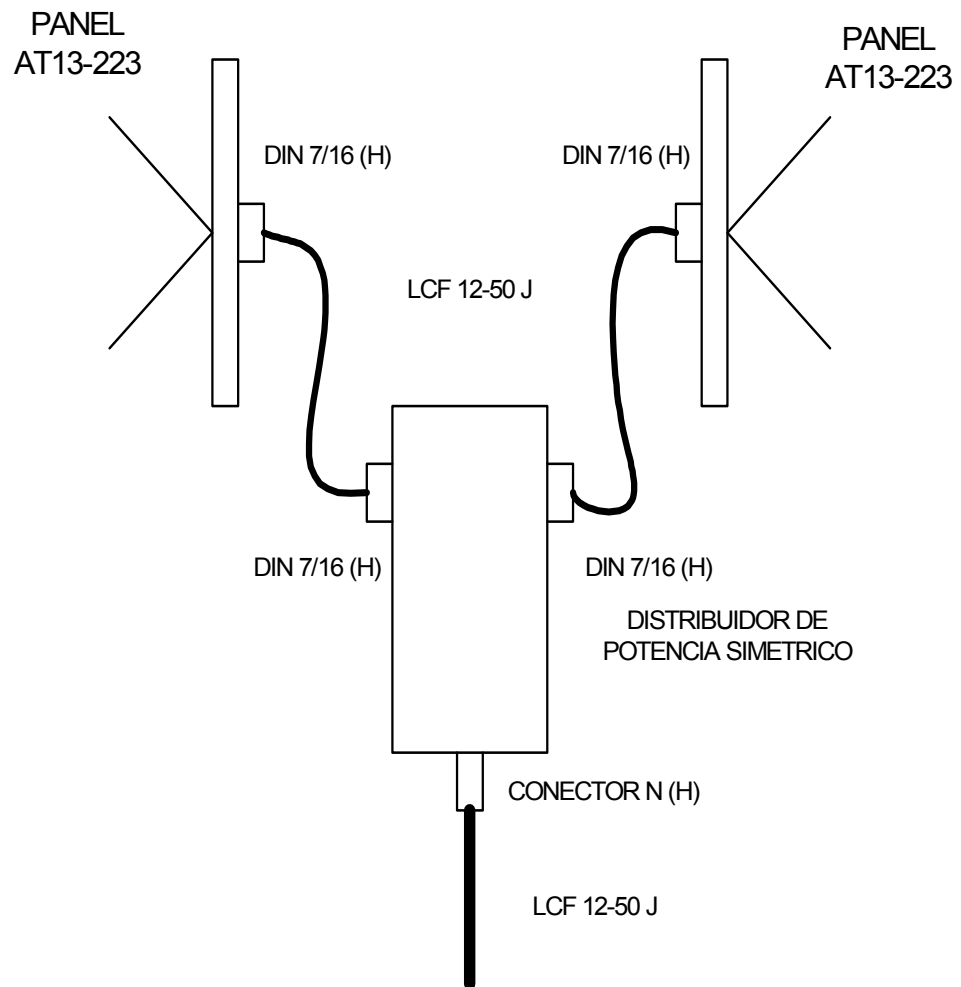 PANEL
AT13-223
PANEL
AT13-223
DIN 7/16 (H)
DIN 7/16 (H)
LCF 12-50 J
DIN 7/16 (H)
DIN 7/16 (H)
DISTRIBUIDOR DE
POTENCIA SIMETRICO
CONECTOR N (H)
LCF 12-50 J